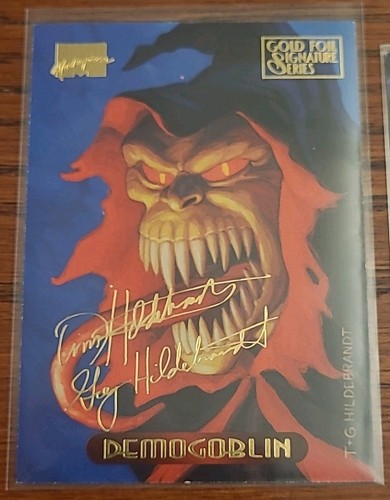 GOLD FOIL
SIGNATURE
SERIES
Tim Hildebrandt
Greg Hildebrandt
DEMOGOBLIN
T+G HILDEBRANDT